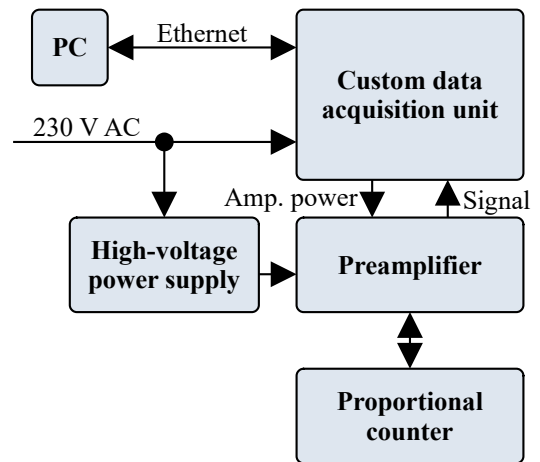 PC
Ethernet
Custom data
acquisition unit
230 V AC
Amp. power
Signal
High-voltage
power supply
Preamplifier
Proportional
counter